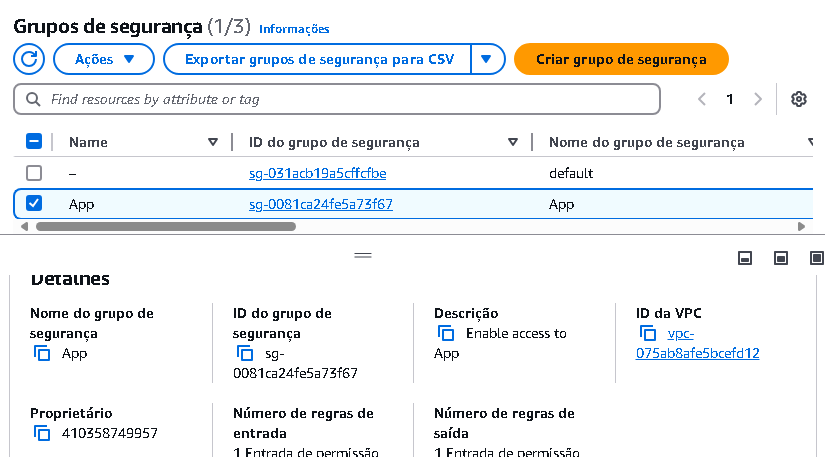 Grupos de segurança (1/3) Informações
Ações
Exportar grupos de segurança para CSV
Criar grupo de segurança
Find resources by attribute or tag
1
Name
ID do grupo de segurança
Nome do grupo de segurança
–
sg-031acb19a5cffcfbe
default
App
sg-0081ca24fe5a73f67
App
Detalhes
Nome do grupo de
segurança
App
ID do grupo de
segurança
sg-
0081ca24fe5a73f67
Descrição
Enable access to
App
ID da VPC
vpc-
075ab8afe5bcefd12
Proprietário
410358749957
Número de regras de
entrada
1 Entrada de permissão
Número de regras de
saída
1 Entrada de permissão